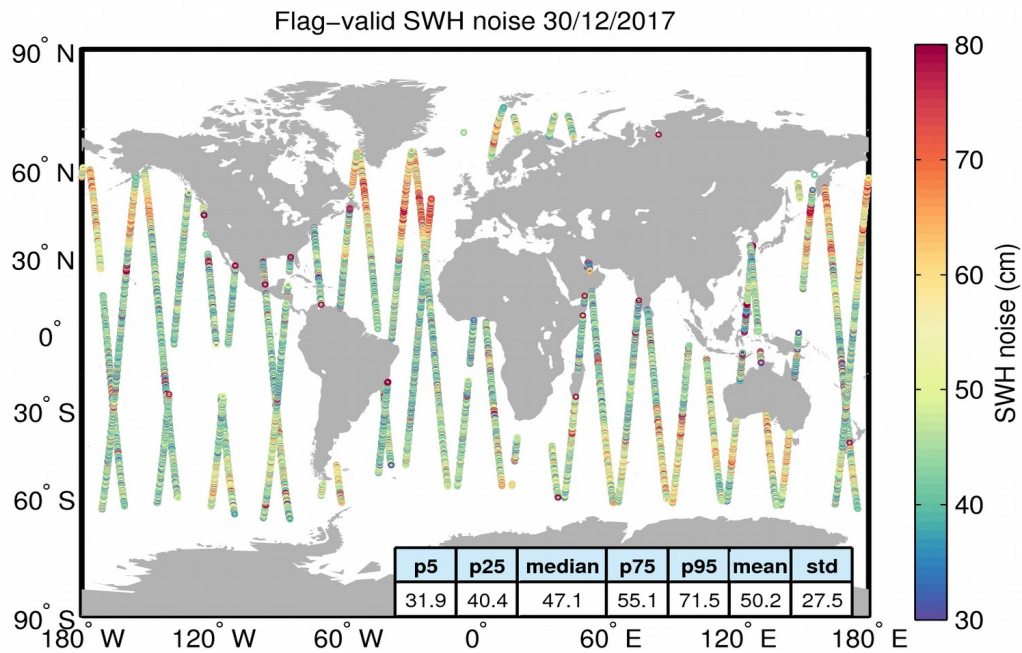 Flag−valid SWH noise 30/12/2017
90° N
60° N
30° N
0°
30° S
60° S
90° S
180° W 120° W 60° W 0° 60° E 120° E 180° E
p5 p25 median p75 p95 mean std
31.9 40.4 47.1 55.1 71.5 50.2 27.5
80
70
60
50
40
30
SWH noise (cm)